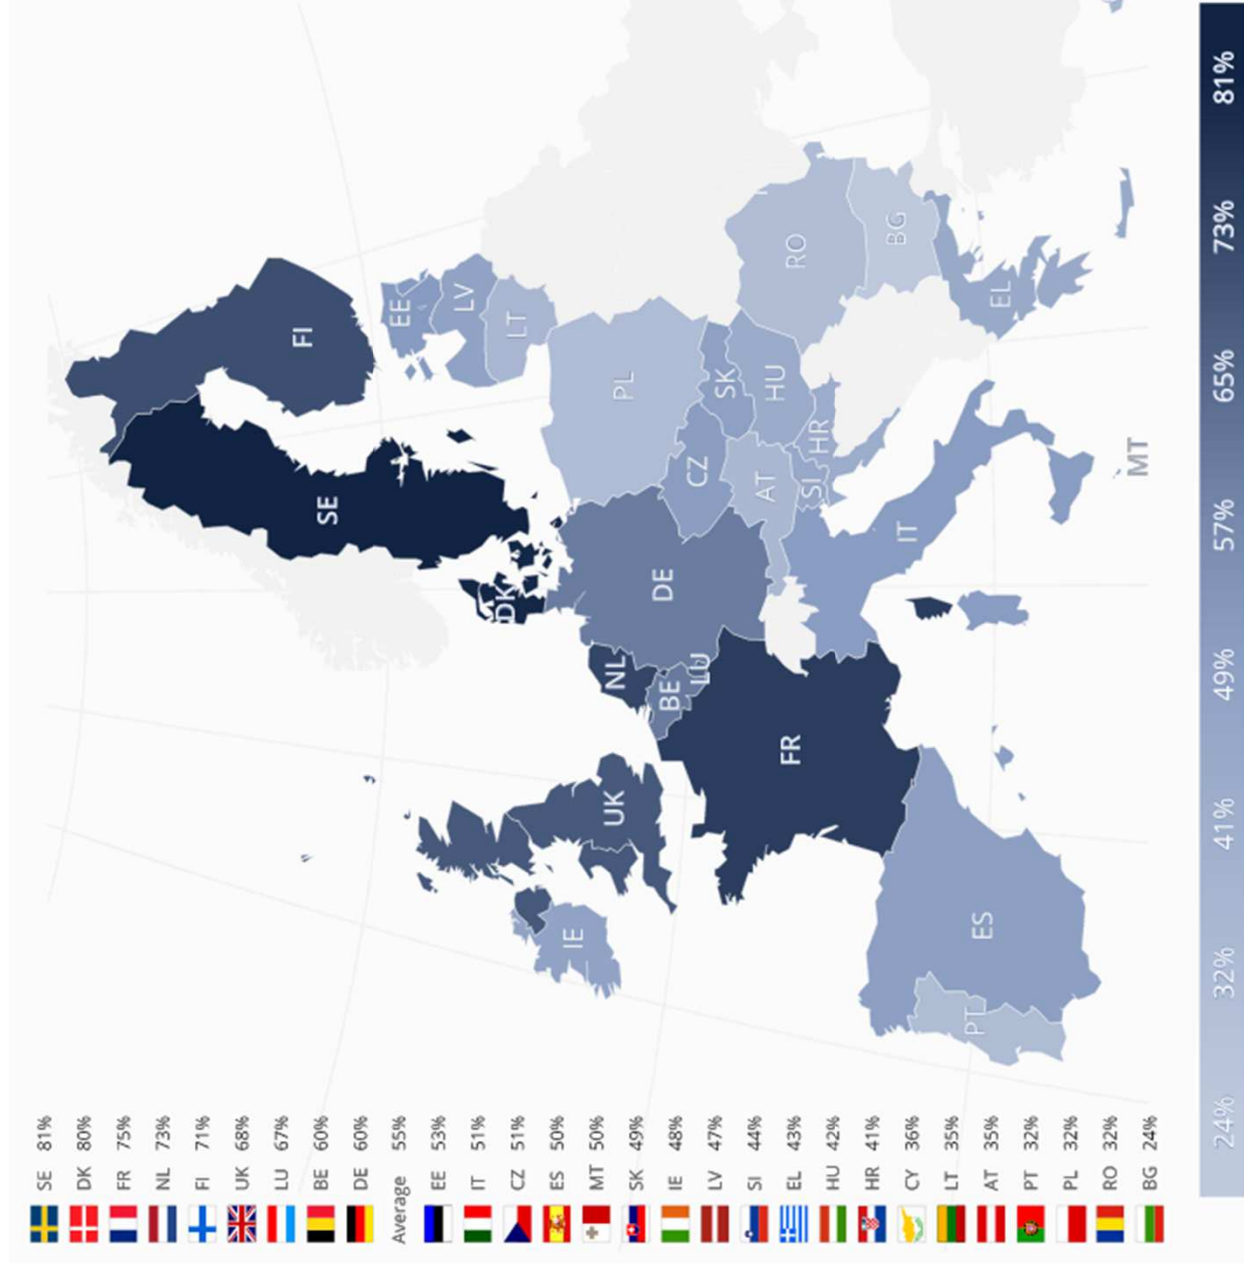 SE 81%
DK 80%
FR 75%
NL 73%
FI 71%
UK 68%
LU 67%
BE 60%
DE 60%
Average 55%
EE 53%
IT 51%
CZ 51%
ES 50%
MT 50%
SK 49%
IE 48%
LV 47%
SI 44%
EL 43%
HU 42%
HR 41%
CY 36%
LT 35%
AT 35%
PT 32%
PL 32%
RO 32%
BG 24%
FI
SE
EE
LV
LT
DK
IE
UK
NL
BE
LU
DE
PL
CZ
SK
FR
AT
HU
SI
HR
RO
IT
BG
PT
ES
EL
MT
24% 32% 41% 49% 57% 65% 73% 81%